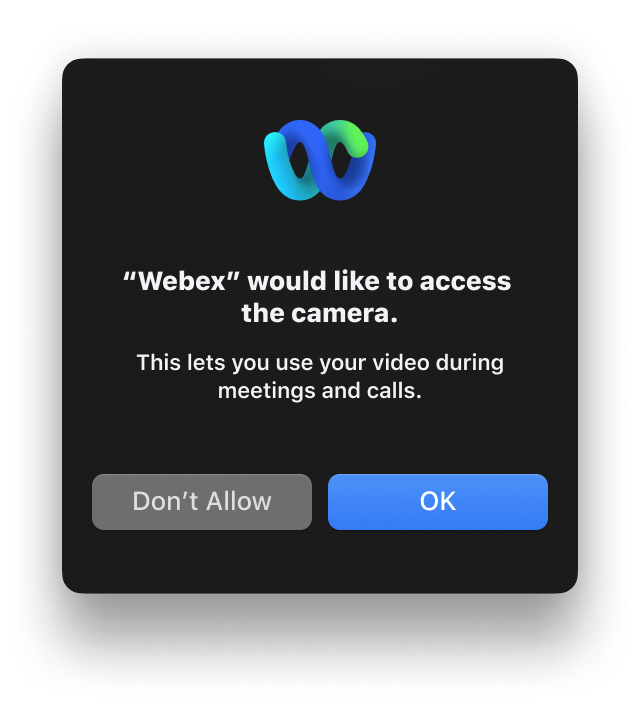 “Webex” would like to access
the camera.
This lets you use your video during
meetings and calls.
Don’t Allow
OK